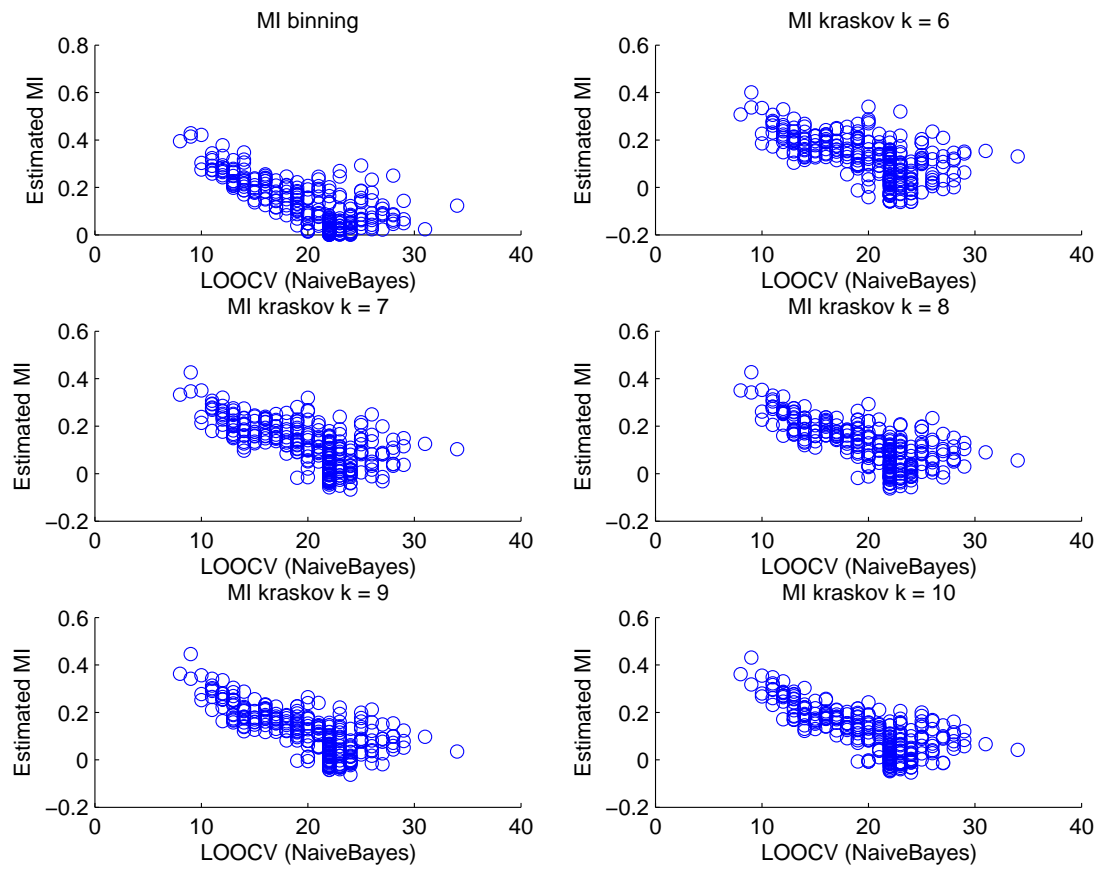 MI binning
0.8
0.6
0.4
0.2
0
Estimated MI
0 10 20 30 40
LOOCV (NaiveBayes)
MI kraskov k = 6
0.6
0.4
0.2
0
−0.2
Estimated MI
0 10 20 30 40
LOOCV (NaiveBayes)
MI kraskov k = 7
0.6
0.4
0.2
0
−0.2
Estimated MI
0 10 20 30 40
LOOCV (NaiveBayes)
MI kraskov k = 8
0.6
0.4
0.2
0
−0.2
Estimated MI
0 10 20 30 40
LOOCV (NaiveBayes)
MI kraskov k = 9
0.6
0.4
0.2
0
−0.2
Estimated MI
0 10 20 30 40
LOOCV (NaiveBayes)
MI kraskov k = 10
0.6
0.4
0.2
0
−0.2
Estimated MI
0 10 20 30 40
LOOCV (NaiveBayes)